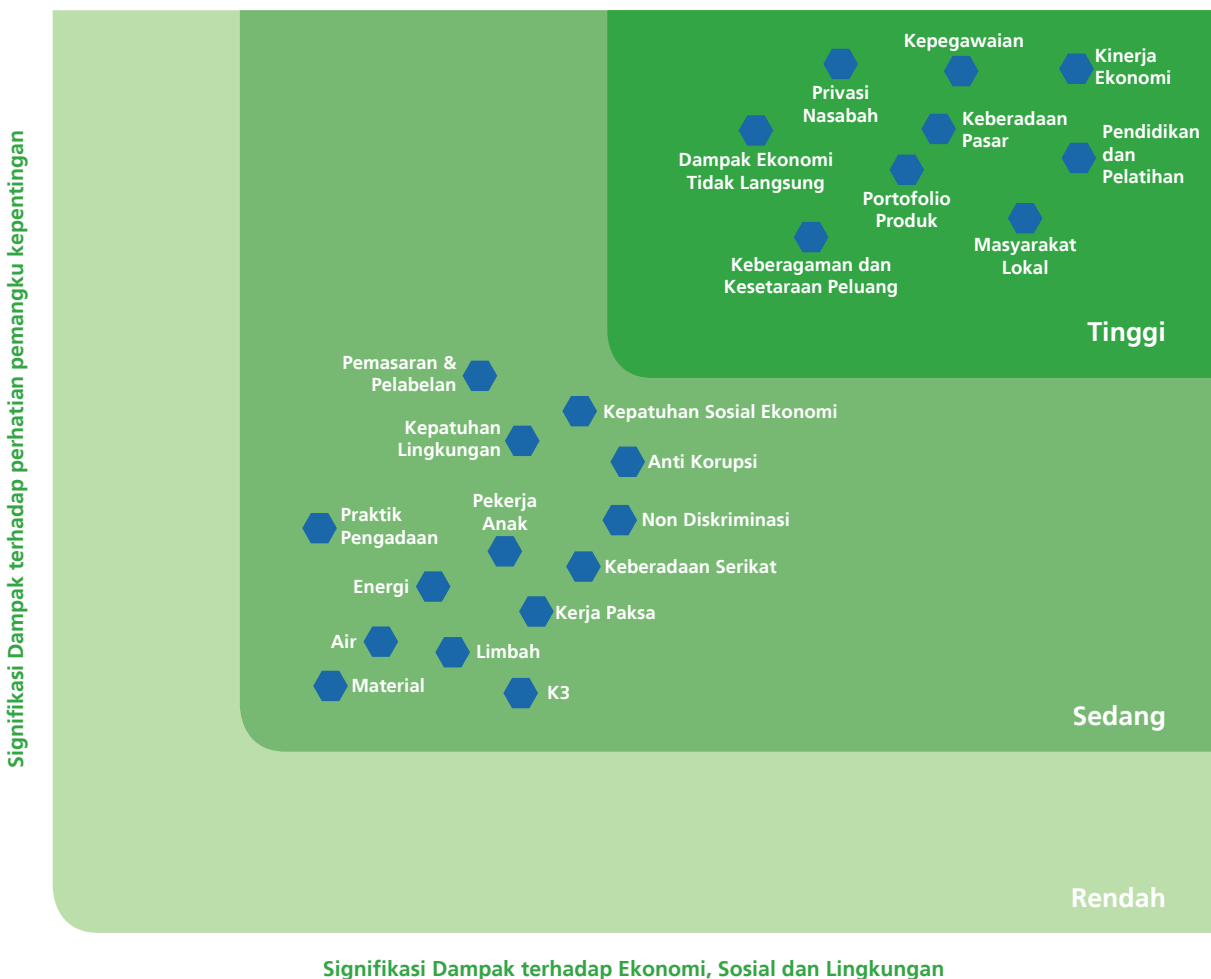 Signifikasi Dampak terhadap perhatian pemangku kepentingan
Kepegawaian
Kinerja
Ekonomi
Privasi
Nasabah
Keberadaan
Pasar
Pendidikan
dan
Pelatihan
Dampak Ekonomi
Tidak Langsung
Portofolio
Produk
Masyarakat
Lokal
Keberagaman dan
Kesetaraan Peluang
Tinggi
Pemasaran &
Pelabelan
Kepatuhan Sosial Ekonomi
Kepatuhan
Lingkungan
Anti Korupsi
Pekerja
Anak
Praktik
Pengadaan
Non Diskriminasi
Keberadaan Serikat
Energi
Kerja Paksa
Air
Limbah
Material
K3
Sedang
Rendah
Signifikasi Dampak terhadap Ekonomi, Sosial dan Lingkungan